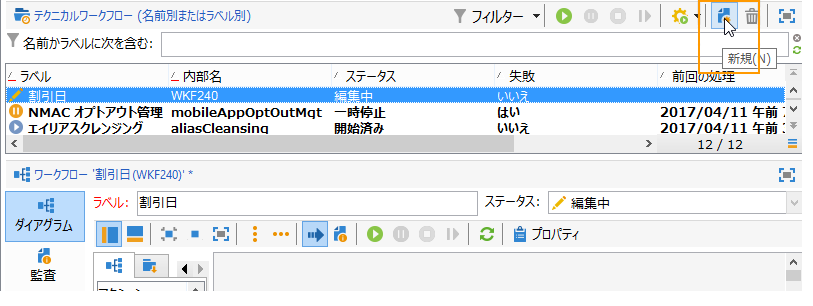 テクニカルワークフロー (名前別またはラベル別)
フィルター
名前かラベルに次を含む:
新規(N)
ラベル 内部名 ステータス 失敗 前回の処理
割引日 WKF240 編集中 いいえ
NMAC オプトアウト管理 mobileAppOptOutMgt 一時停止 はい 2017/04/11 午前
エイリアスクレンジング aliasCleansing 開始済み いいえ 2017/04/11 午前
12 / 12
ワークフロー '割引日(WKF240)' *
ダイアグラム
監査
ラベル: 割引日 ステータス: 編集中
プロパティ